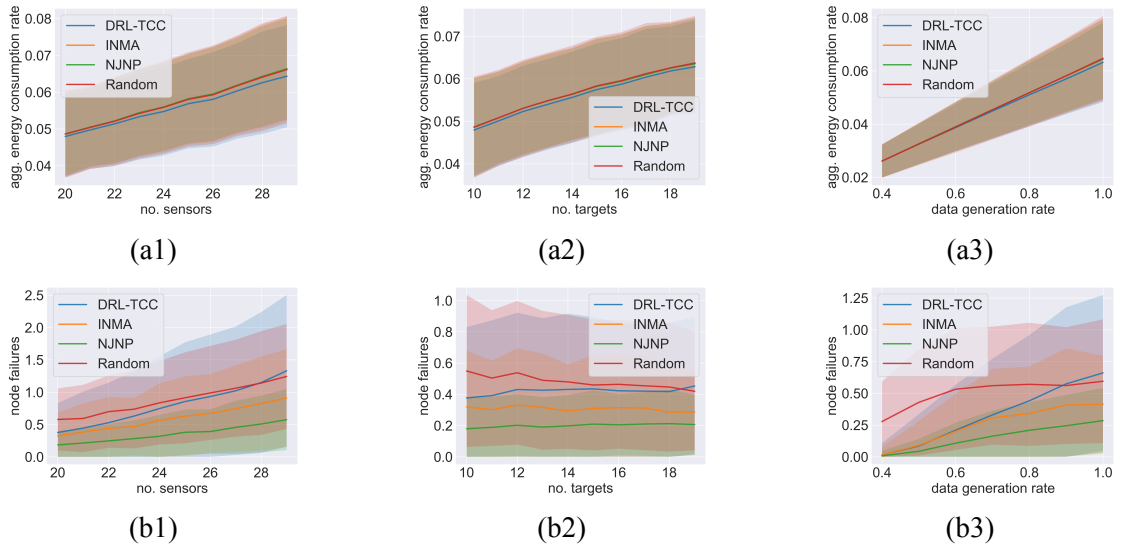 0.08
0.07
0.06
0.05
0.04
agg. energy consumption rate
DRL-TCC
INMA
NJNP
Random
20 22 24 26 28
no. sensors
(a1)
0.07
0.06
0.05
0.04
agg. energy consumption rate
DRL-TCC
INMA
NJNP
Random
10 12 14 16 18
no. targets
(a2)
0.08
0.06
0.04
0.02
agg. energy consumption rate
DRL-TCC
INMA
NJNP
Random
0.4 0.6 0.8 1.0
data generation rate
(a3)
2.5
2.0
1.5
1.0
0.5
0.0
node failures
DRL-TCC
INMA
NJNP
Random
20 22 24 26 28
no. sensors
(b1)
1.0
0.8
0.6
0.4
0.2
0.0
node failures
DRL-TCC
INMA
NJNP
Random
10 12 14 16 18
no. targets
(b2)
1.25
1.00
0.75
0.50
0.25
0.00
node failures
DRL-TCC
INMA
NJNP
Random
0.4 0.6 0.8 1.0
data generation rate
(b3)